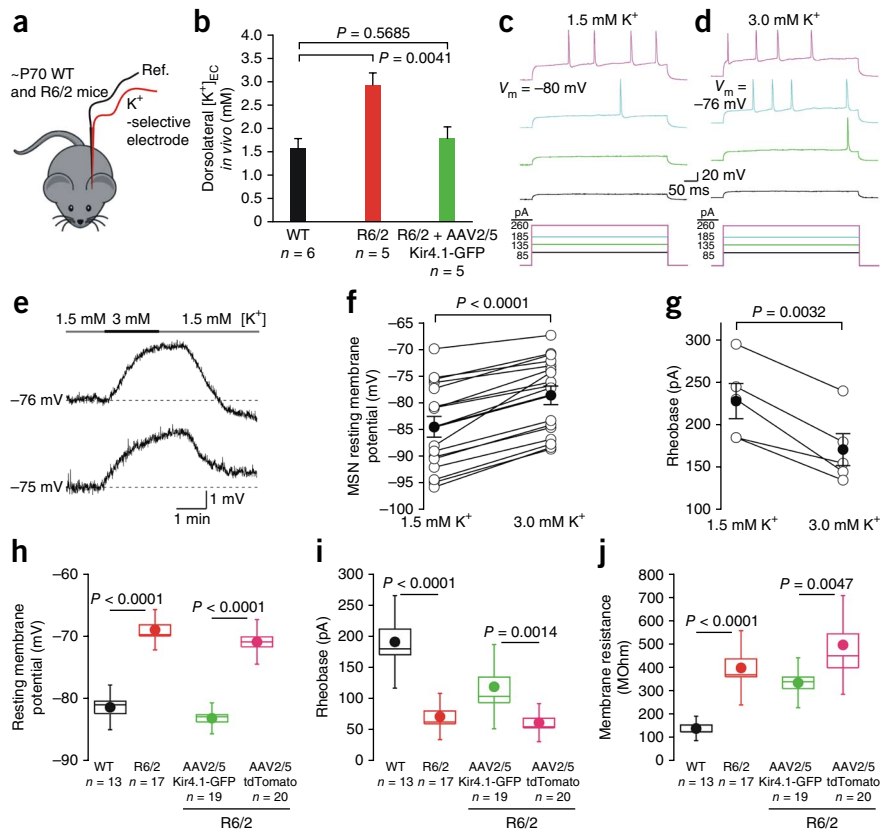 a
~P70 WT
and R6/2 mice
Ref.
K+
-selective
electrode
b
P = 0.5685
P = 0.0041
Dorsolateral [K+]EC
in vivo (mM)
4.0
3.5
3.0
2.5
2.0
1.5
1.0
0.5
0
WT
n = 6
R6/2
n = 5
R6/2 + AAV2/5
Kir4.1-GFP
n = 5
c
1.5 mM K+
Vm = −80 mV
d
3.0 mM K+
Vm =
−76 mV
20 mV
50 ms
pA
260
185
135
85
pA
260
185
135
85
e
1.5 mM 3 mM 1.5 mM [K+]
−76 mV
−75 mV
1 mV
1 min
f
P < 0.0001
MSN resting membrane
potential (mV)
−65
−70
−75
−80
−85
−90
−95
−100
1.5 mM K+
3.0 mM K+
g
P = 0.0032
Rheobase (pA)
300
250
200
150
100
1.5 mM K+
3.0 mM K+
h
Resting membrane
potential (mV)
−60
−70
−80
−90
P < 0.0001
P < 0.0001
WT
n = 13
R6/2
n = 17
AAV2/5
Kir4.1-GFP
n = 19
AAV2/5
tdTomato
n = 20
R6/2
i
Rheobase (pA)
300
250
200
150
100
50
0
P < 0.0001
P = 0.0014
WT
n = 13
R6/2
n = 17
AAV2/5
Kir4.1-GFP
n = 19
AAV2/5
tdTomato
n = 20
R6/2
j
Membrane resistance
(MOhm)
800
700
600
500
400
300
200
100
0
P < 0.0001
P = 0.0047
WT
n = 13
R6/2
n = 17
AAV2/5
Kir4.1-GFP
n = 19
AAV2/5
tdTomato
n = 20
R6/2